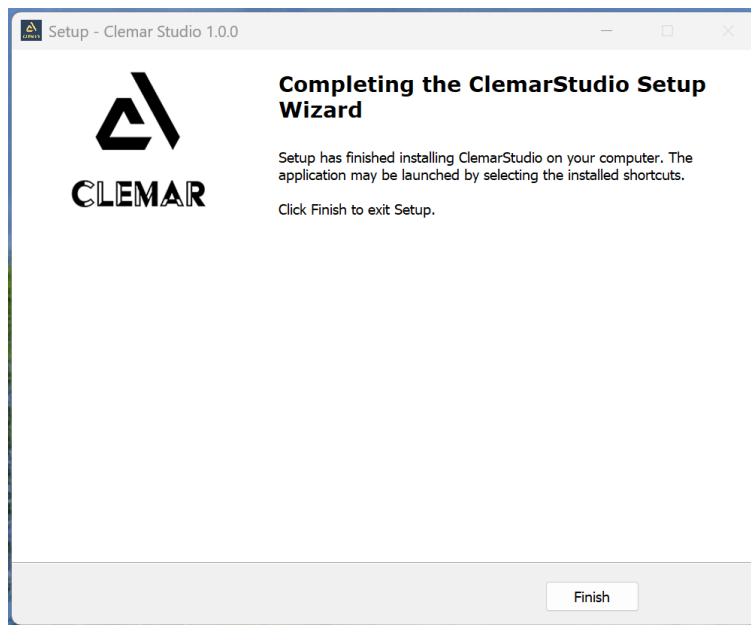 Setup - Clemar Studio 1.0.0
CLEMAR
Completing the ClemarStudio Setup
Wizard
Setup has finished installing ClemarStudio on your computer. The
application may be launched by selecting the installed shortcuts.
Click Finish to exit Setup.
Finish